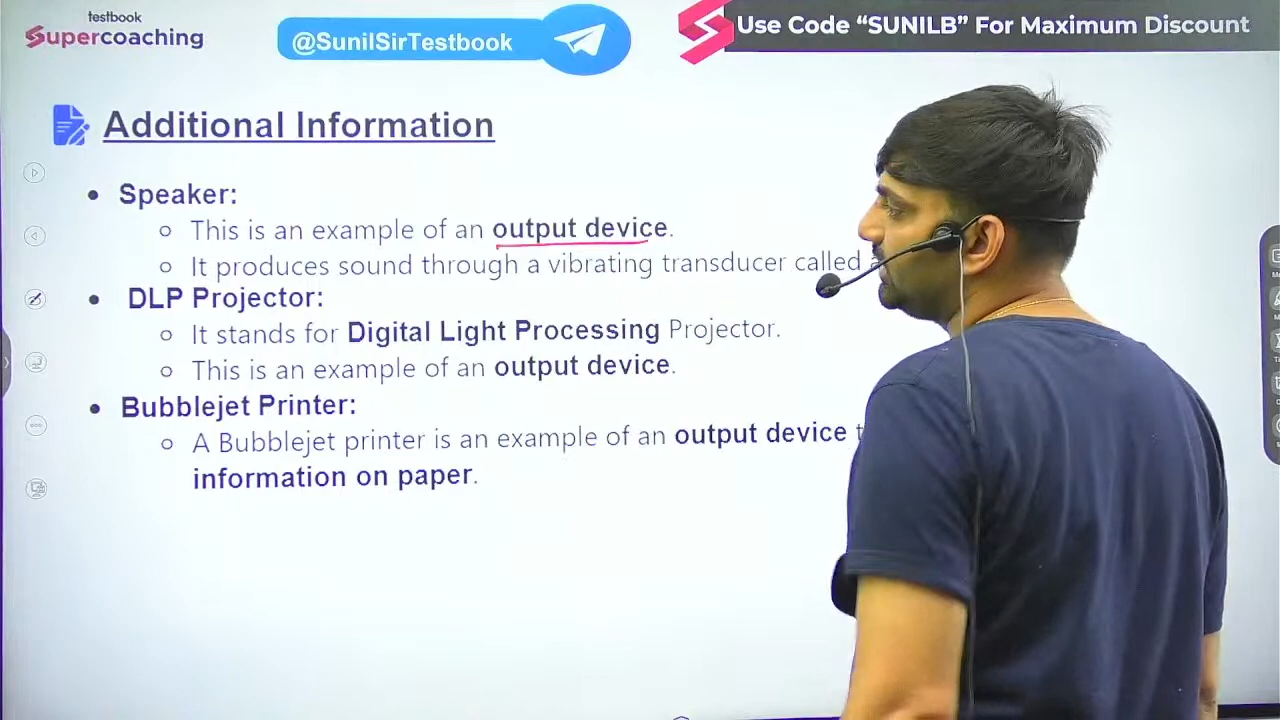 testbook
Supercoaching
@SunilSirTestbook
Use Code “SUNILB” For Maximum Discount
Additional Information
• Speaker:
○ This is an example of an output device.
○ It produces sound through a vibrating transducer called
• DLP Projector:
○ It stands for Digital Light Processing Projector.
○ This is an example of an output device.
• Bubblejet Printer:
○ A Bubblejet printer is an example of an output device
information on paper.